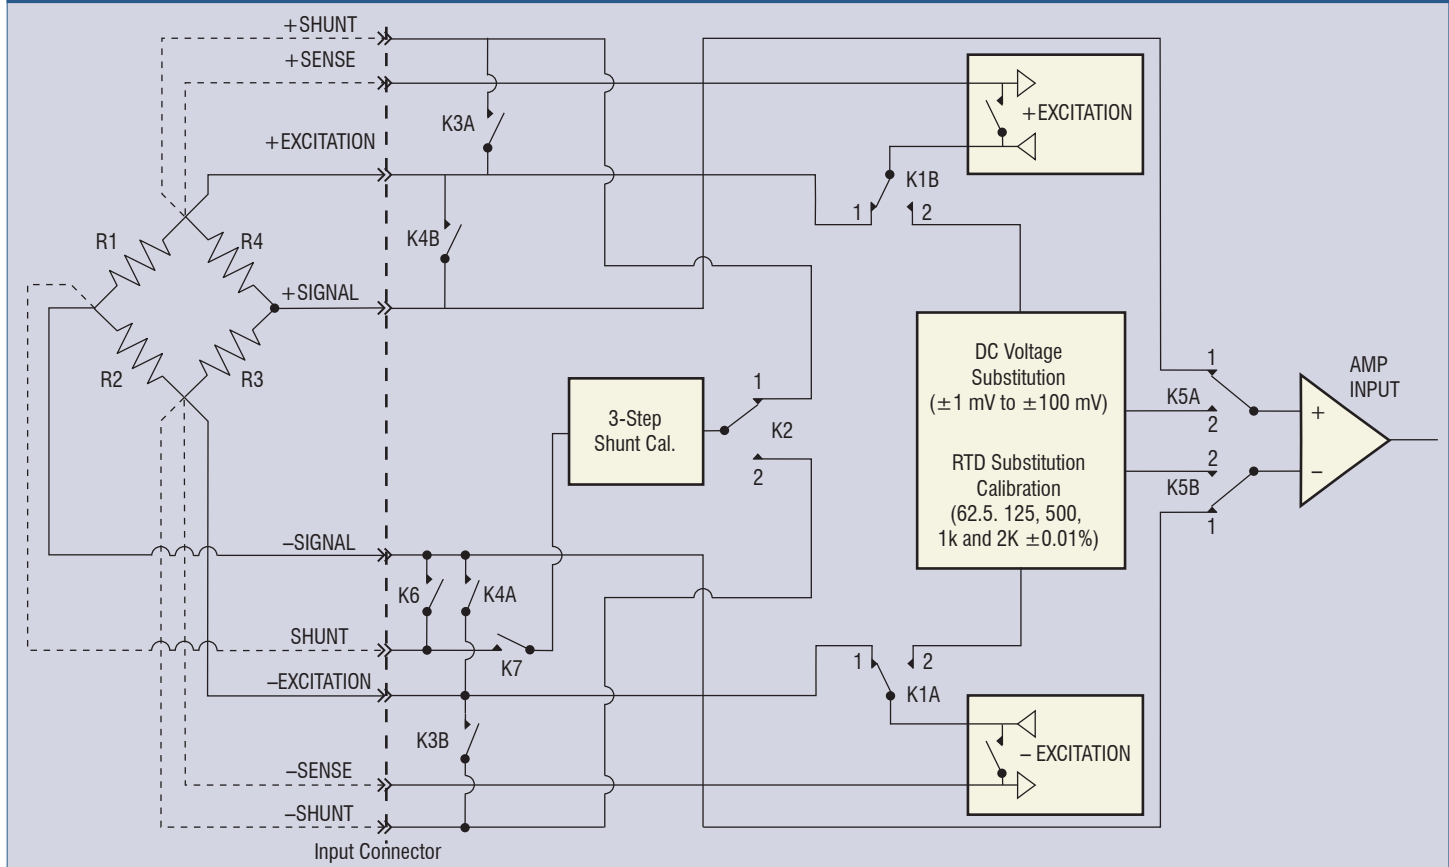 +SHUNT
+SENSE
+EXCITATION
K3A
+EXCITATION
K1B
1
2
K4B
R1
R4
+SIGNAL
R2
R3
DC Voltage
Substitution
(±1 mV to ±100 mV)
RTD Substitution
Calibration
(62.5. 125, 500,
1k and 2K ±0.01%)
1
K5A
2
2
K5B
1
AMP
INPUT
+
–
3-Step
Shunt Cal.
1
K2
2
–SIGNAL
K6
K4A
SHUNT
K7
–EXCITATION
1
2
K1A
K3B
– EXCITATION
–SENSE
–SHUNT
Input Connector